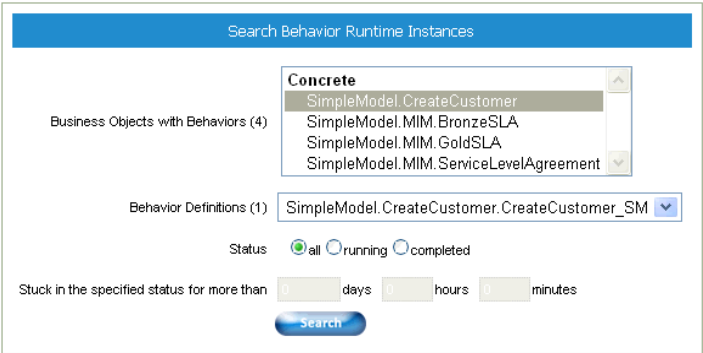 Search Behavior Runtime Instances
Concrete
SimpleModel.CreateCustomer
Business Objects with Behaviors (4)
SimpleModel.MIM.BronzeSLA
SimpleModel.MIM.GoldSLA
SimpleModel.MIM.ServiceLevelAgreement
Behavior Definitions (1) SimpleModel.CreateCustomer.CreateCustomer_SM
Status all running completed
Stuck in the specified status for more than 0 days 0 hours 0 minutes
Search